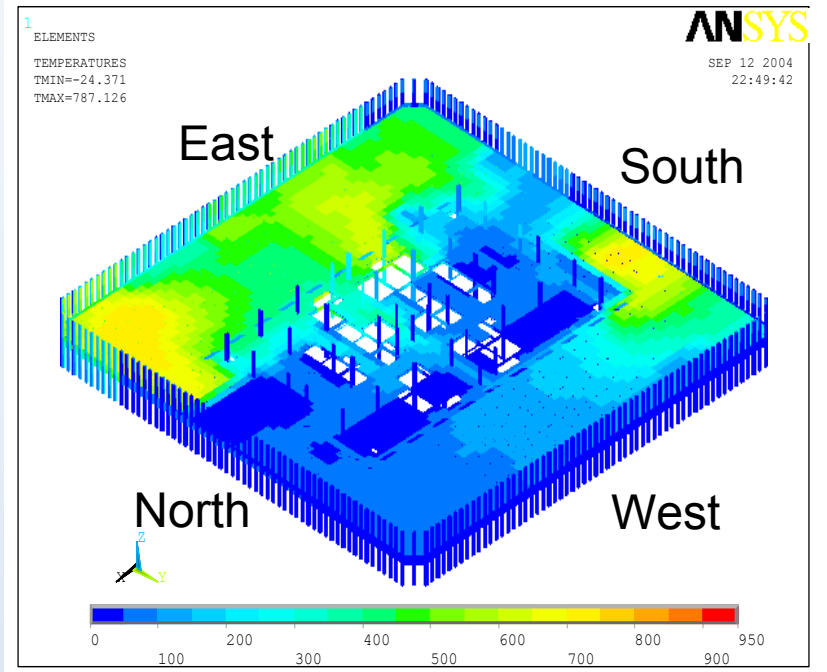 1
ELEMENTS
TEMPERATURES
TMIN=-24.371
TMAX=787.126
ANSYS
SEP 12 2004
22:49:42
East
South
North
West
Z
X
Y
0 200 400 600 800 950
100 300 500 700 900